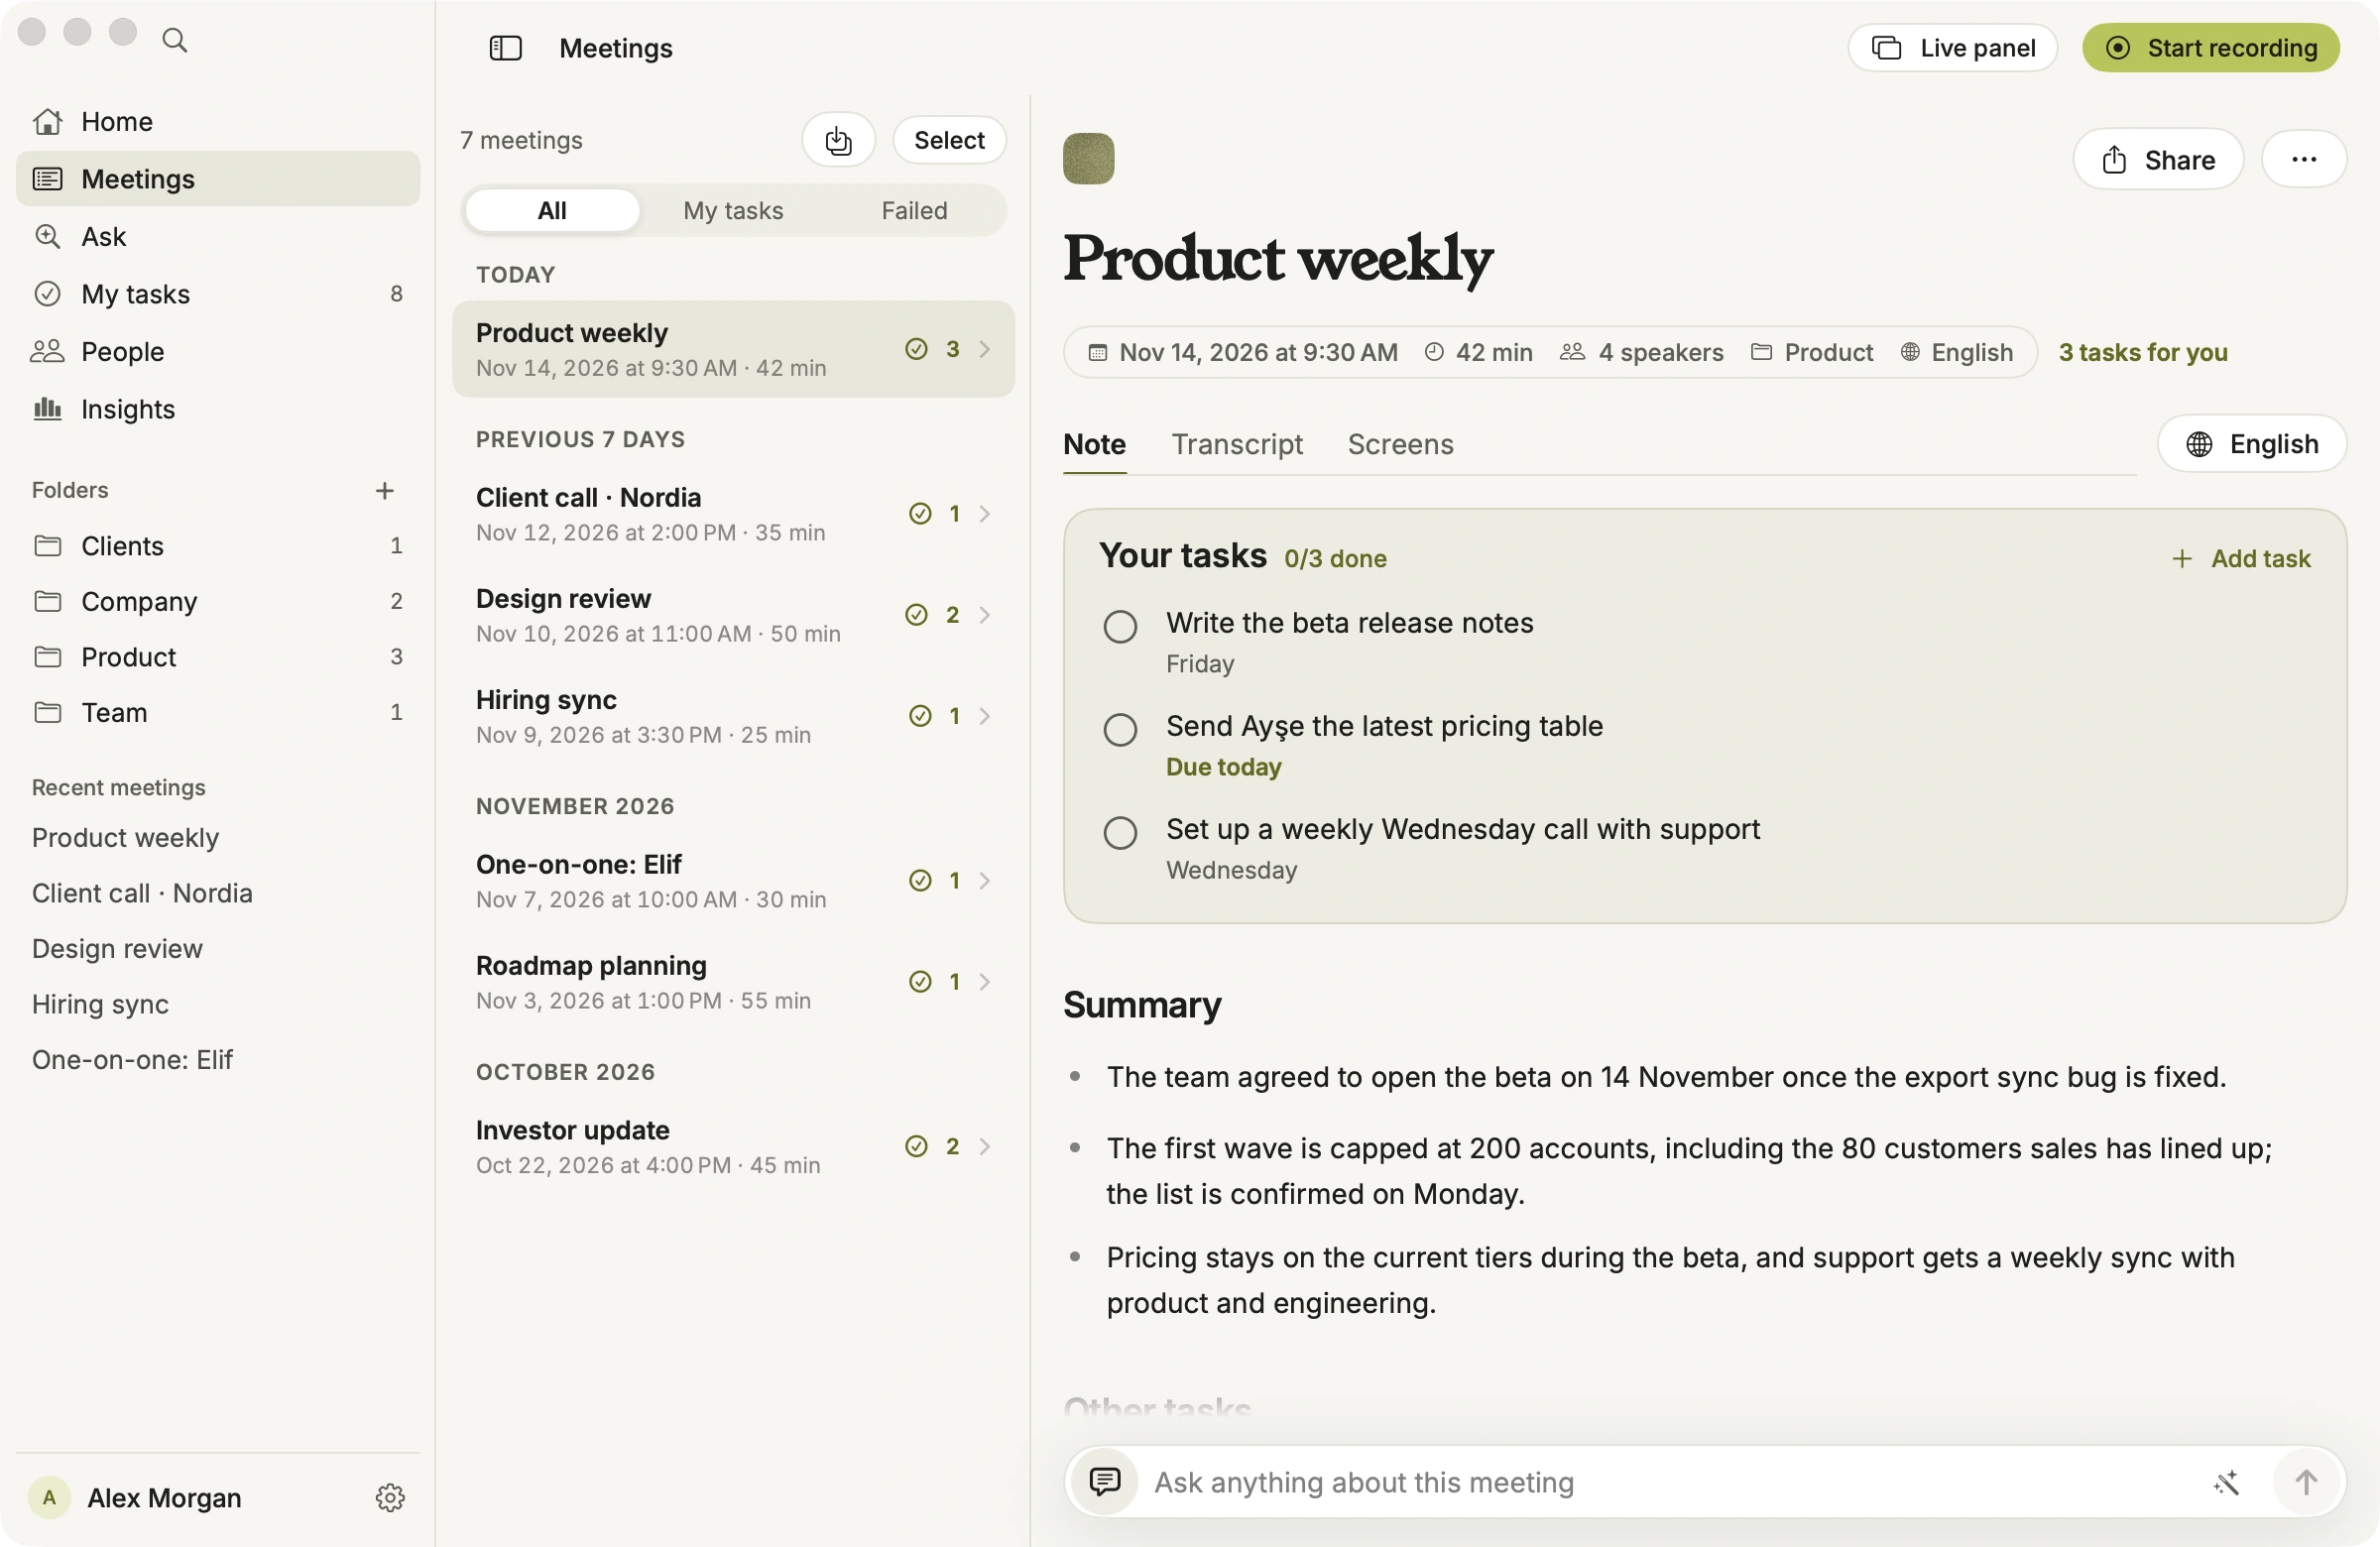 Home
Meetings
Ask
My tasks 8
People
Insights
Folders
Clients 1
Company 2
Product 3
Team 1
Recent meetings
Product weekly
Client call · Nordia
Design review
Hiring sync
One-on-one: Elif
A Alex Morgan
Meetings
Live panel
Start recording
7 meetings
Select
All My tasks Failed
TODAY
Product weekly
Nov 14, 2026 at 9:30 AM · 42 min
3
PREVIOUS 7 DAYS
Client call · Nordia
Nov 12, 2026 at 2:00 PM · 35 min
1
Design review
Nov 10, 2026 at 11:00 AM · 50 min
2
Hiring sync
Nov 9, 2026 at 3:30 PM · 25 min
1
NOVEMBER 2026
One-on-one: Elif
Nov 7, 2026 at 10:00 AM · 30 min
1
Roadmap planning
Nov 3, 2026 at 1:00 PM · 55 min
1
OCTOBER 2026
Investor update
Oct 22, 2026 at 4:00 PM · 45 min
2
Share
Product weekly
Nov 14, 2026 at 9:30 AM 42 min 4 speakers Product English 3 tasks for you
Note Transcript Screens
English
Your tasks 0/3 done
Add task
Write the beta release notes
Friday
Send Ayşe the latest pricing table
Due today
Set up a weekly Wednesday call with support
Wednesday
Summary
• The team agreed to open the beta on 14 November once the export sync bug is fixed.
• The first wave is capped at 200 accounts, including the 80 customers sales has lined up;
the list is confirmed on Monday.
• Pricing stays on the current tiers during the beta, and support gets a weekly sync with
product and engineering.
Other tasks
Ask anything about this meeting